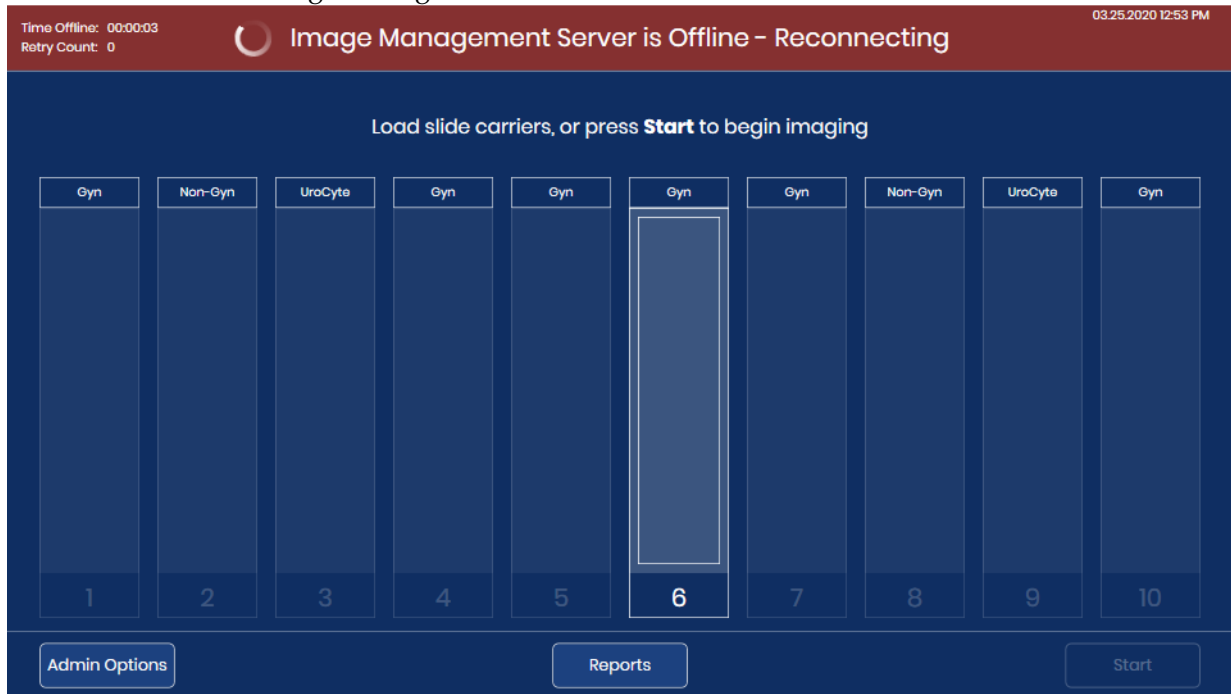 Time Offline: 00:00:03
Retry Count: 0
Image Management Server is Offline - Reconnecting
03.25.2020 12:53 PM
Load slide carriers, or press Start to begin imaging
Gyn Non-Gyn UroCyte Gyn Gyn Gyn Gyn Non-Gyn UroCyte Gyn
1 2 3 4 5 6 7 8 9 10
Admin Options Reports Start